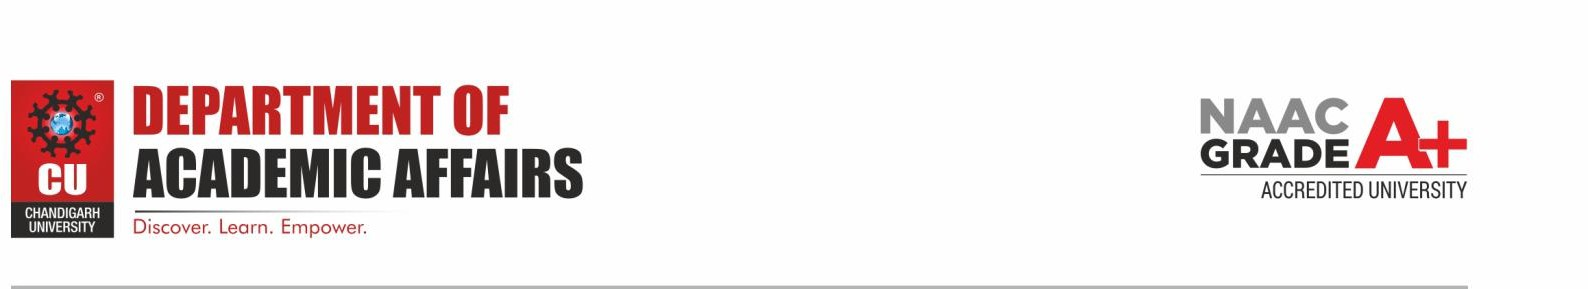 ®
CU
CHANDIGARH
UNIVERSITY
DEPARTMENT OF
ACADEMIC AFFAIRS
Discover. Learn. Empower.
NAAC
GRADE A+
ACCREDITED UNIVERSITY